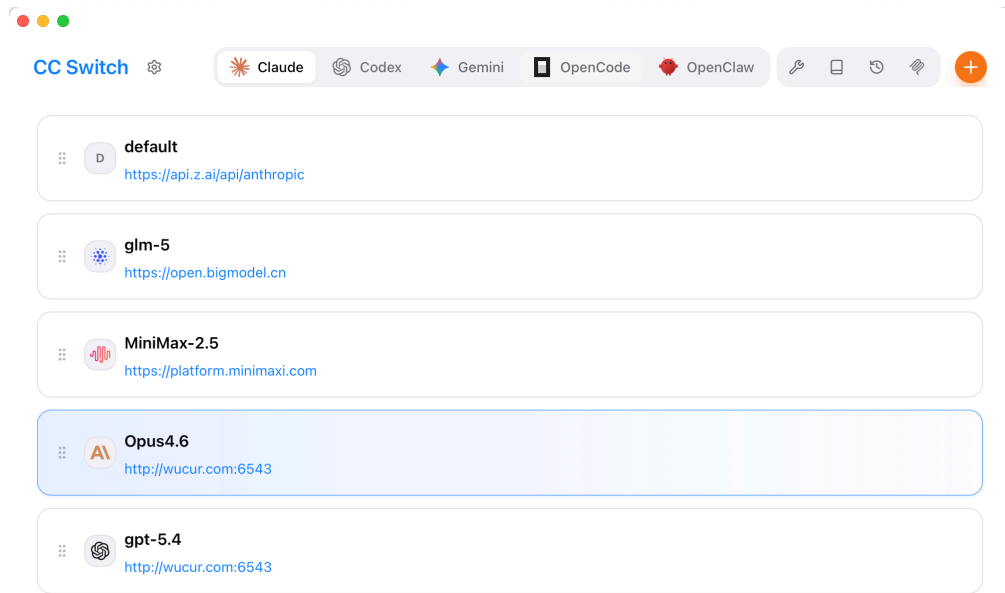 CC Switch
Claude
Codex
Gemini
OpenCode
OpenClaw
D
default
https://api.z.ai/api/anthropic
glm-5
https://open.bigmodel.cn
MiniMax-2.5
https://platform.minimaxi.com
Opus4.6
http://wucur.com:6543
gpt-5.4
http://wucur.com:6543